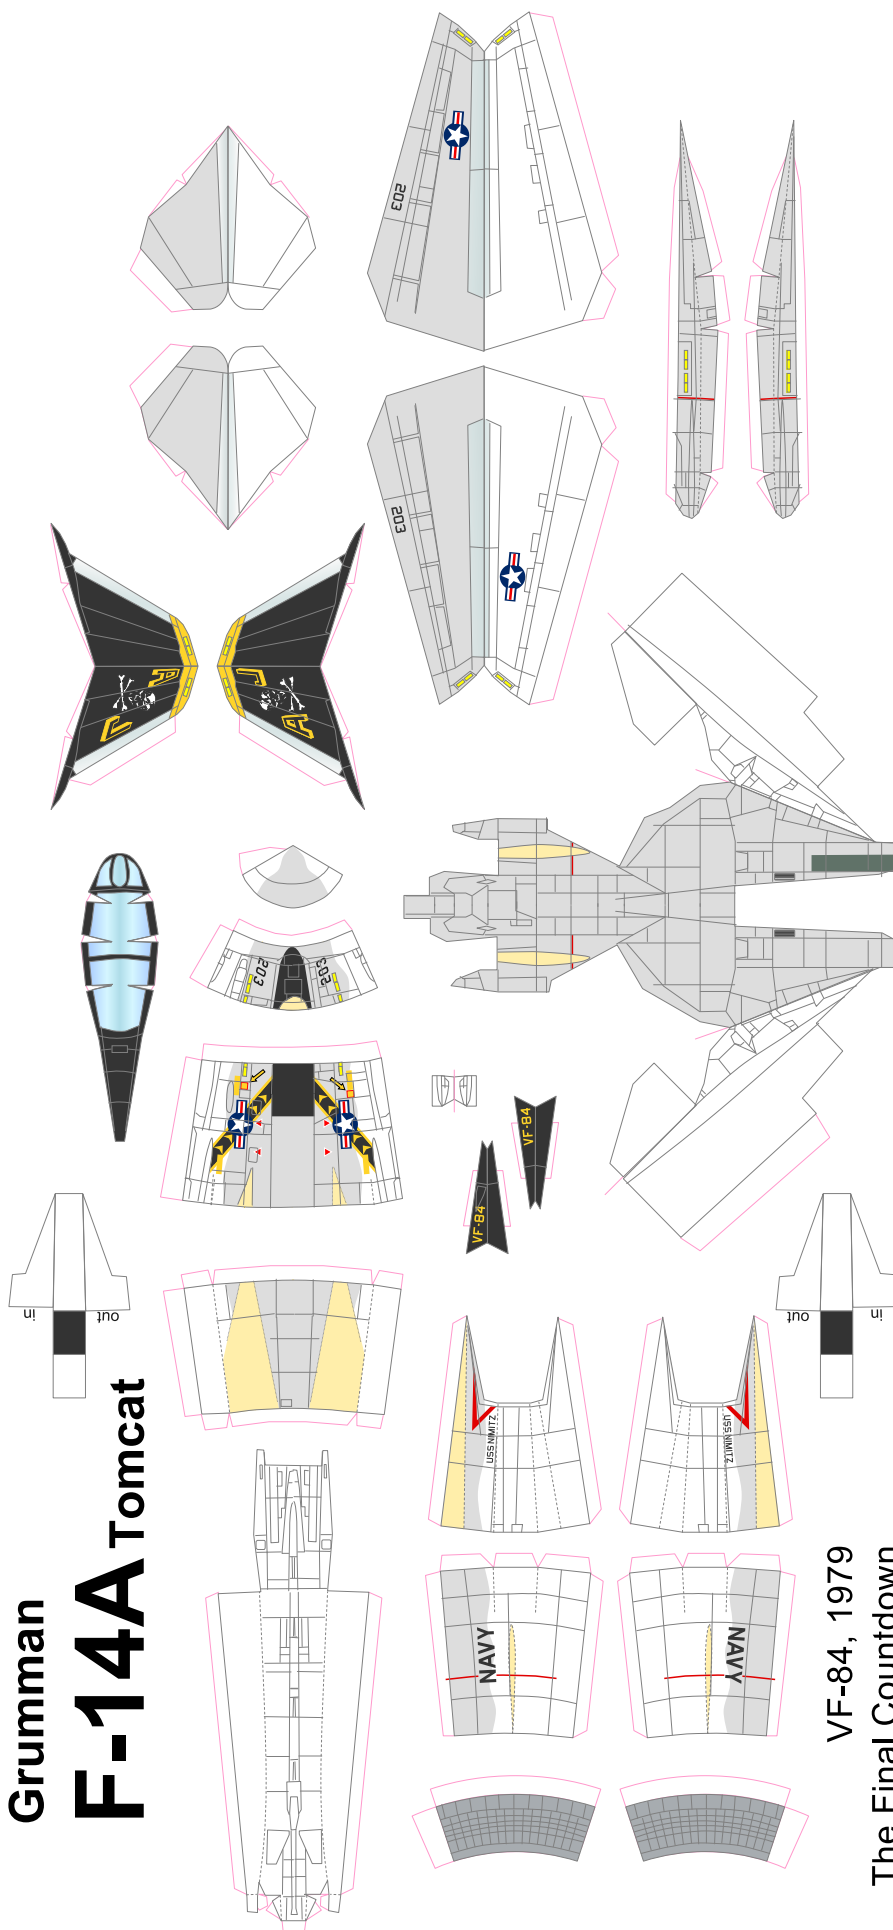 Grumman
F-14A Tomcat
VF-84, 1979
The Final Countdown
203
203
203
203
A
J
A
J
VF-84
VF-84
in
out
out
in
USS NIMITZ
USS NIMITZ
NAVY
NAVY